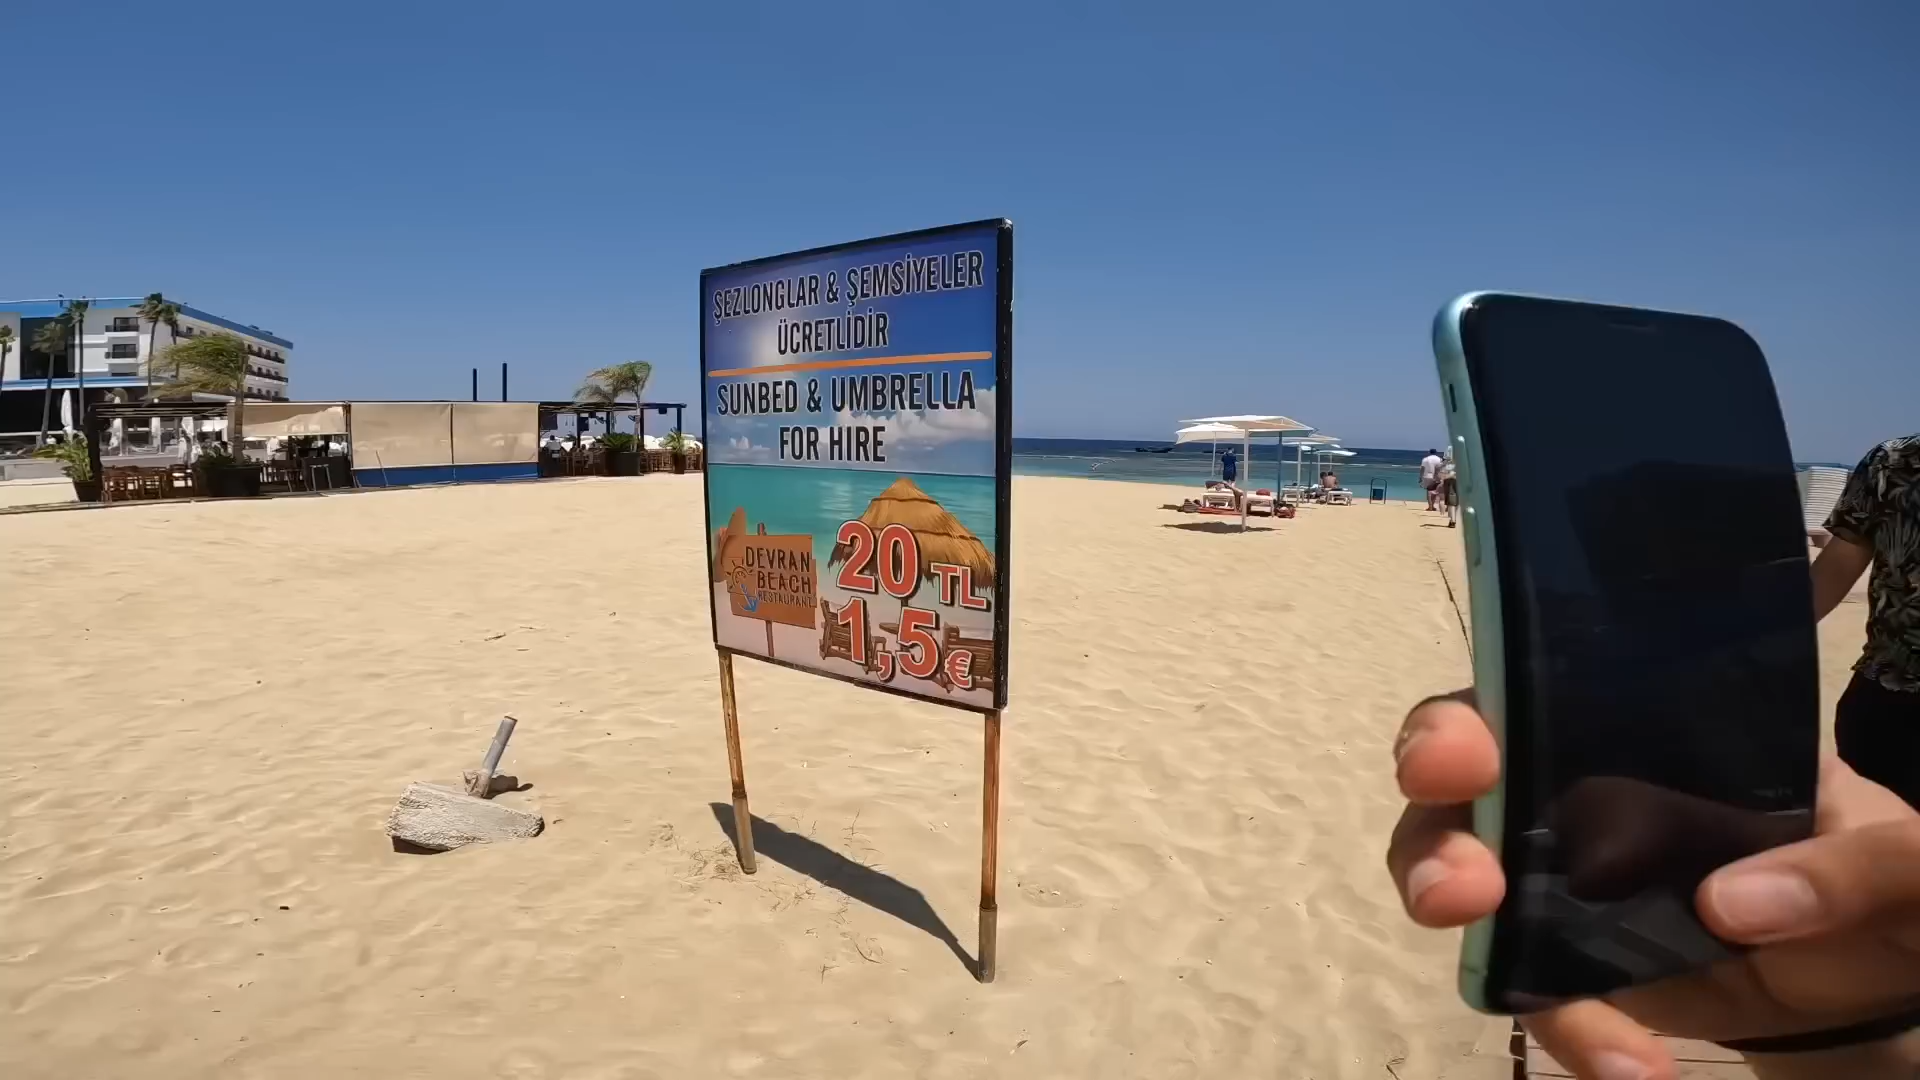 ŞEZLONGLAR & ŞEMSİYELER
ÜCRETLİDİR
SUNBED & UMBRELLA
FOR HIRE
DEVRAN
BEACH
RESTAURANT
20 TL
1,5€